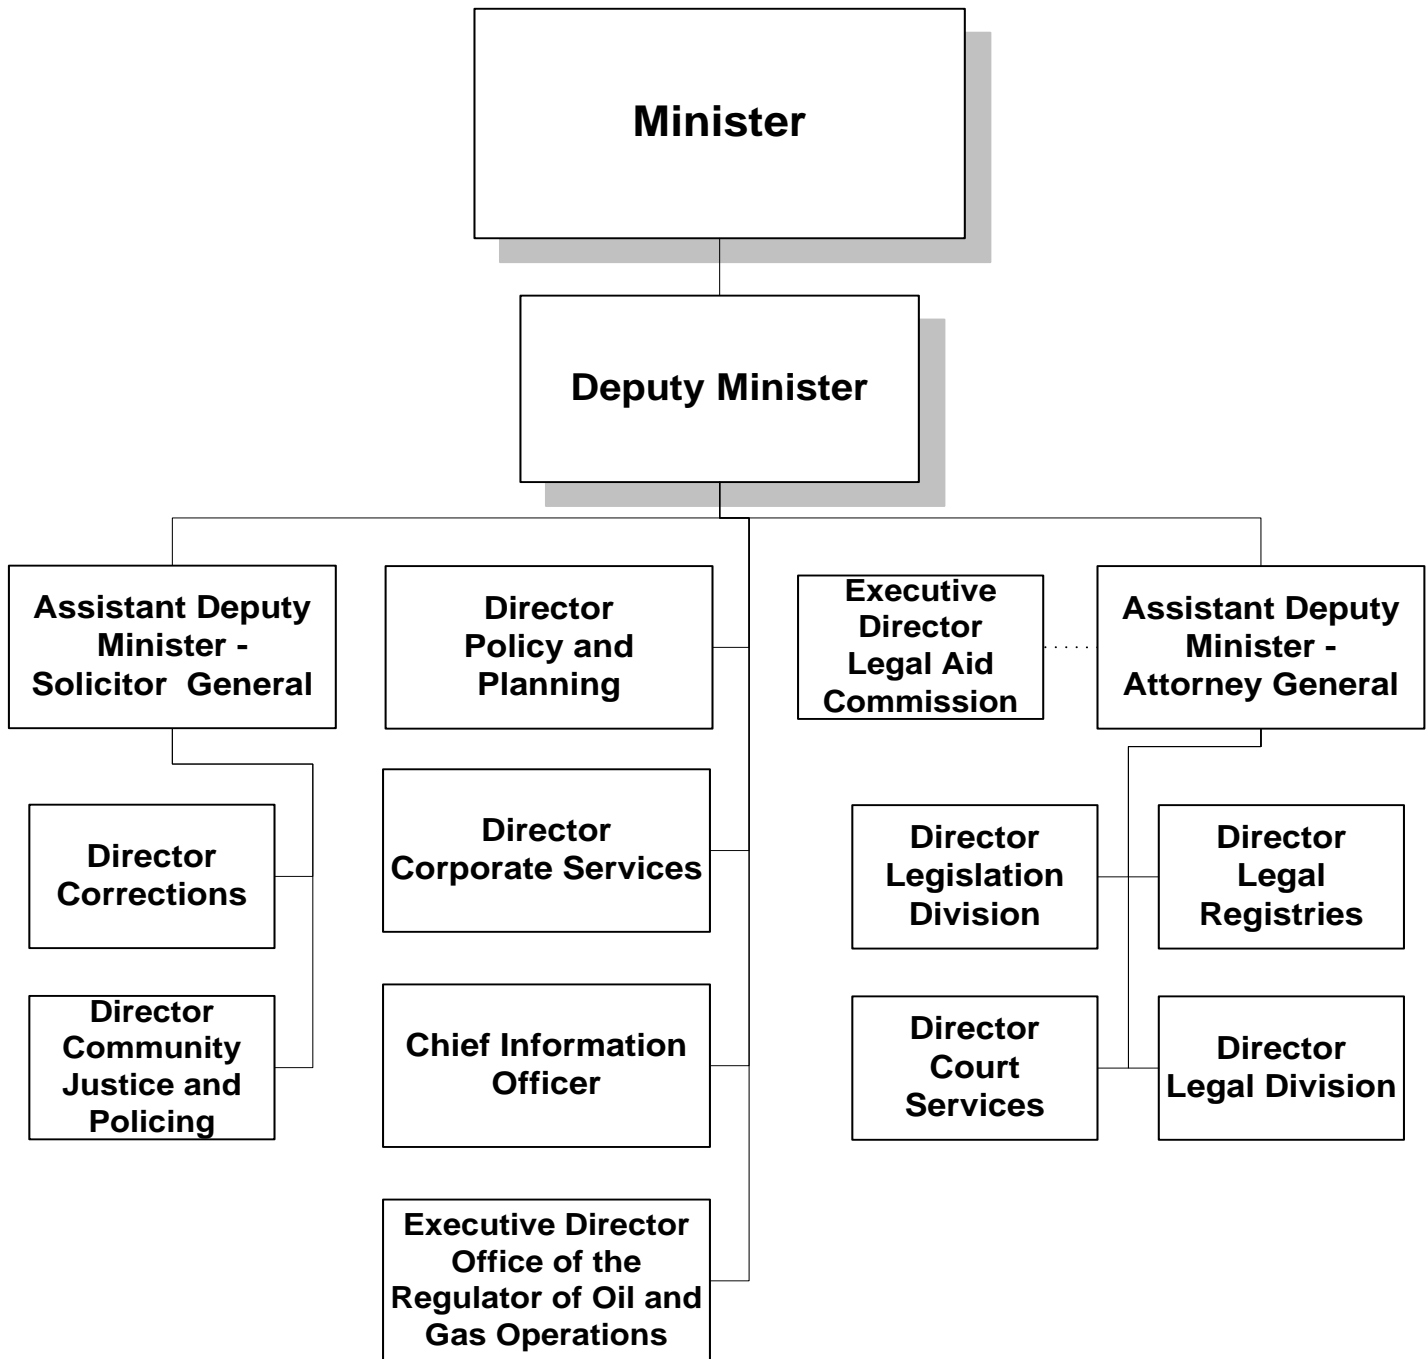 Minister
Deputy Minister
Assistant Deputy
Minister -
Solicitor General
Director
Policy and
Planning
Executive
Director
Legal Aid
Commission
Assistant Deputy
Minister -
Attorney General
Director
Corrections
Director
Corporate Services
Director
Legislation
Division
Director
Legal
Registries
Director
Community
Justice and
Policing
Chief Information
Officer
Director
Court
Services
Director
Legal Division
Executive Director
Office of the
Regulator of Oil and
Gas Operations